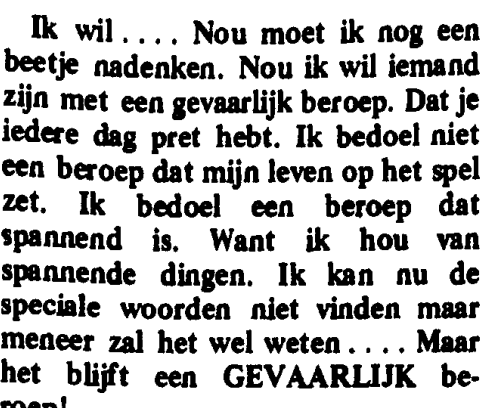 Ik wil.... Nou moet ik nog een
beetje nadenken. Nou ik wil iemand
zijn met een gevaarlijk beroep. Dat je
iedere dag pret hebt. Ik bedoel niet
een beroep dat mijn leven op het spel
zet. Ik bedoel een beroep dat
spannend is. Want ik hou van
spannende dingen. Ik kan nu de
speciale woorden niet vinden maar
meneer zal het wel weten.... Maar
het blijft een GEVAARLIJK be-
roep!